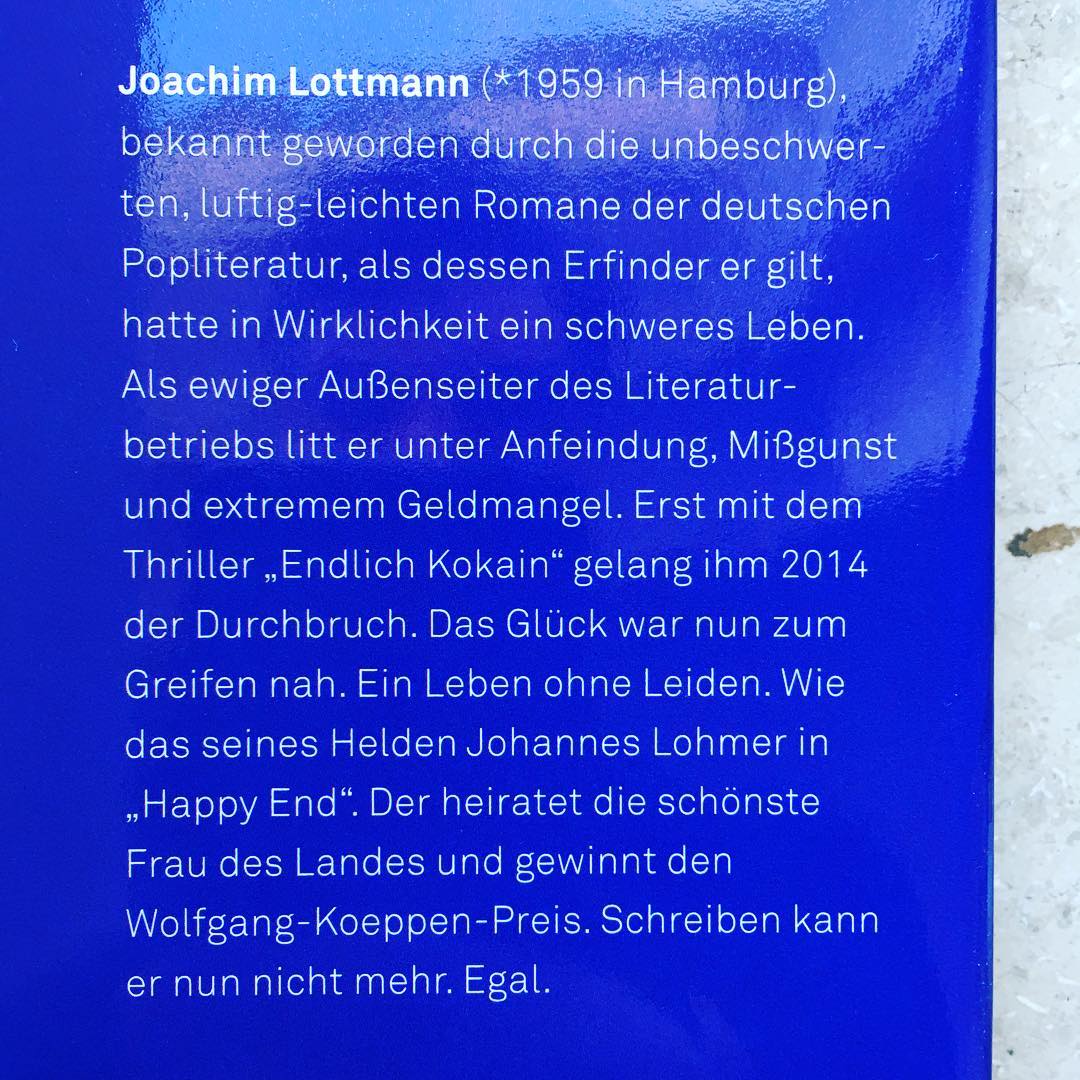 Joachim Lottmann (*1959 in Hamburg),
bekannt geworden durch die unbeschwer-
ten, luftig-leichten Romane der deutschen
Popliteratur, als dessen Erfinder er gilt,
hatte in Wirklichkeit ein schweres Leben.
Als ewiger Außenseiter des Literatur-
betriebs litt er unter Anfeindung, Mißgunst
und extremem Geldmangel. Erst mit dem
Thriller „Endlich Kokain“ gelang ihm 2014
der Durchbruch. Das Glück war nun zum
Greifen nah. Ein Leben ohne Leiden. Wie
das seines Helden Johannes Lohmer in
„Happy End“. Der heiratet die schönste
Frau des Landes und gewinnt den
Wolfgang-Koeppen-Preis. Schreiben kann
er nun nicht mehr. Egal.